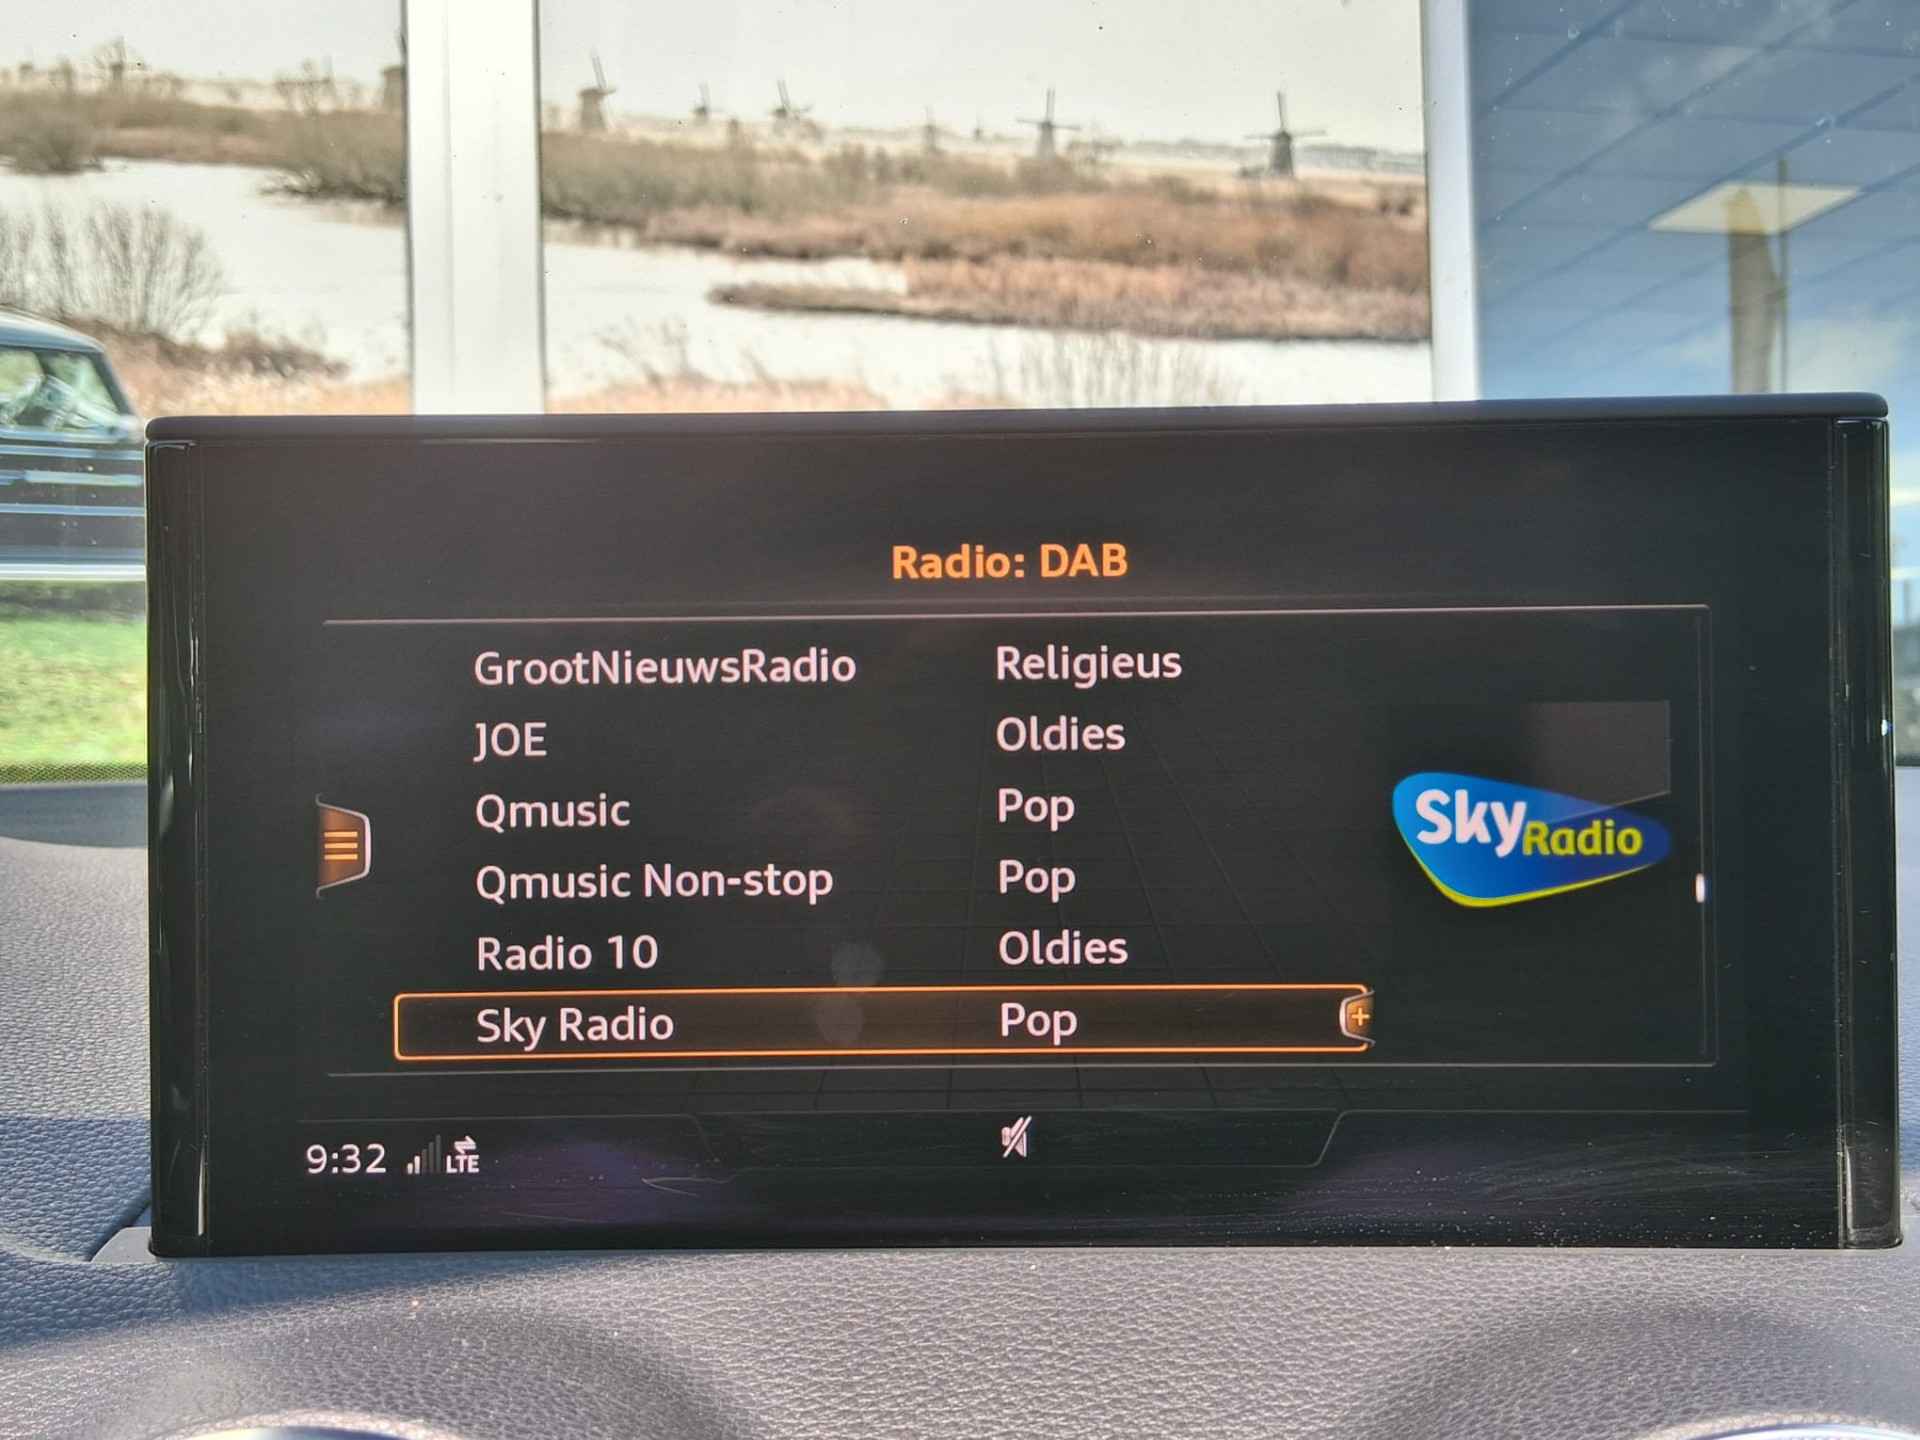 Radio: DAB
GrootNieuwsRadio Religieus
JOE Oldies
Qmusic Pop
Qmusic Non-stop Pop
Radio 10 Oldies
Sky Radio Pop
Sky Radio
9:32 LTE